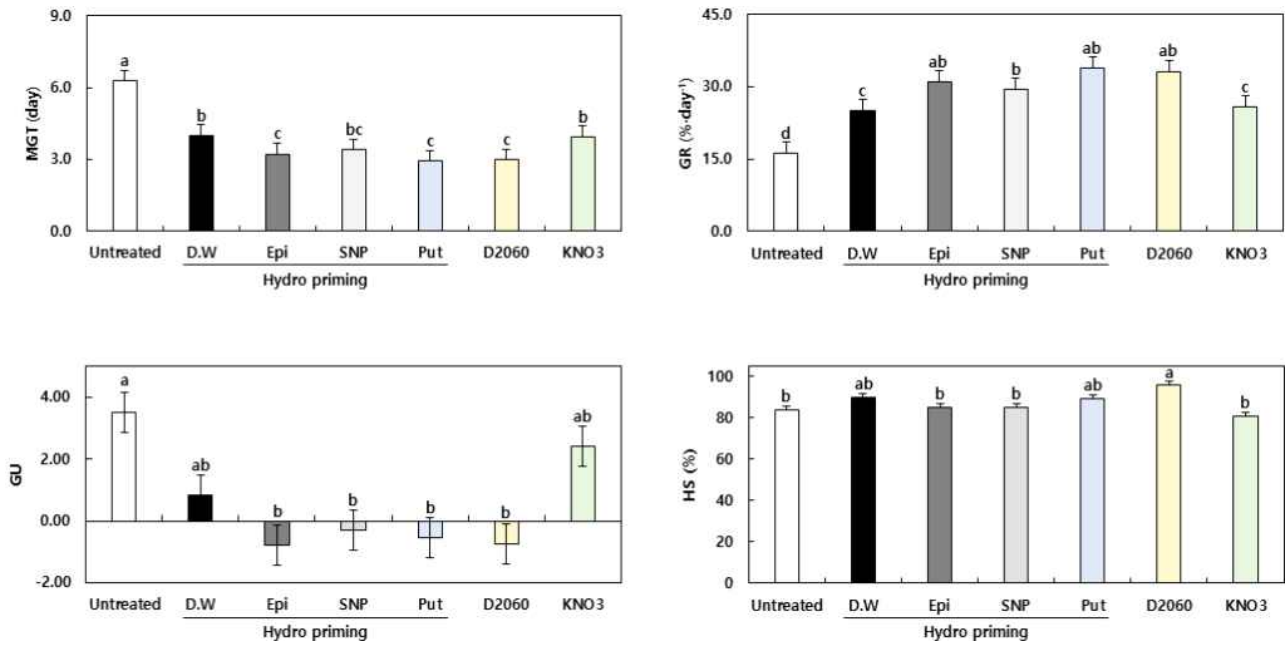 9.0
6.0
3.0
0.0
MGT (day)
a
b
c
bc
c
c
b
Untreated D.W Epi SNP Put D2060 KNO3
Hydro priming
45.0
30.0
15.0
0.0
GR (%·day⁻¹)
d
c
ab
b
ab
ab
c
Untreated D.W Epi SNP Put D2060 KNO3
Hydro priming
4.00
2.00
0.00
-2.00
GU
a
ab
b
b
b
b
ab
Untreated D.W Epi SNP Put D2060 KNO3
Hydro priming
100
80
60
40
20
0
HS (%)
b
ab
b
b
ab
a
b
Untreated D.W Epi SNP Put D2060 KNO3
Hydro priming